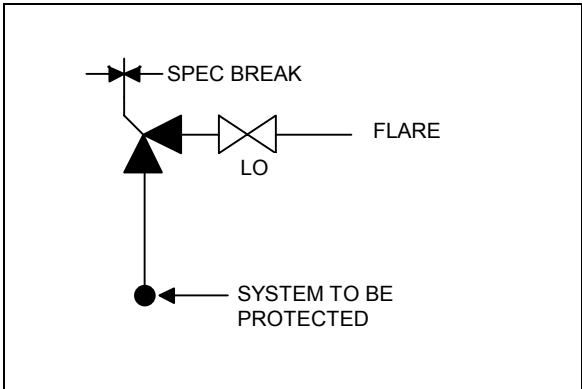 SPEC BREAK
FLARE
LO
SYSTEM TO BE
PROTECTED